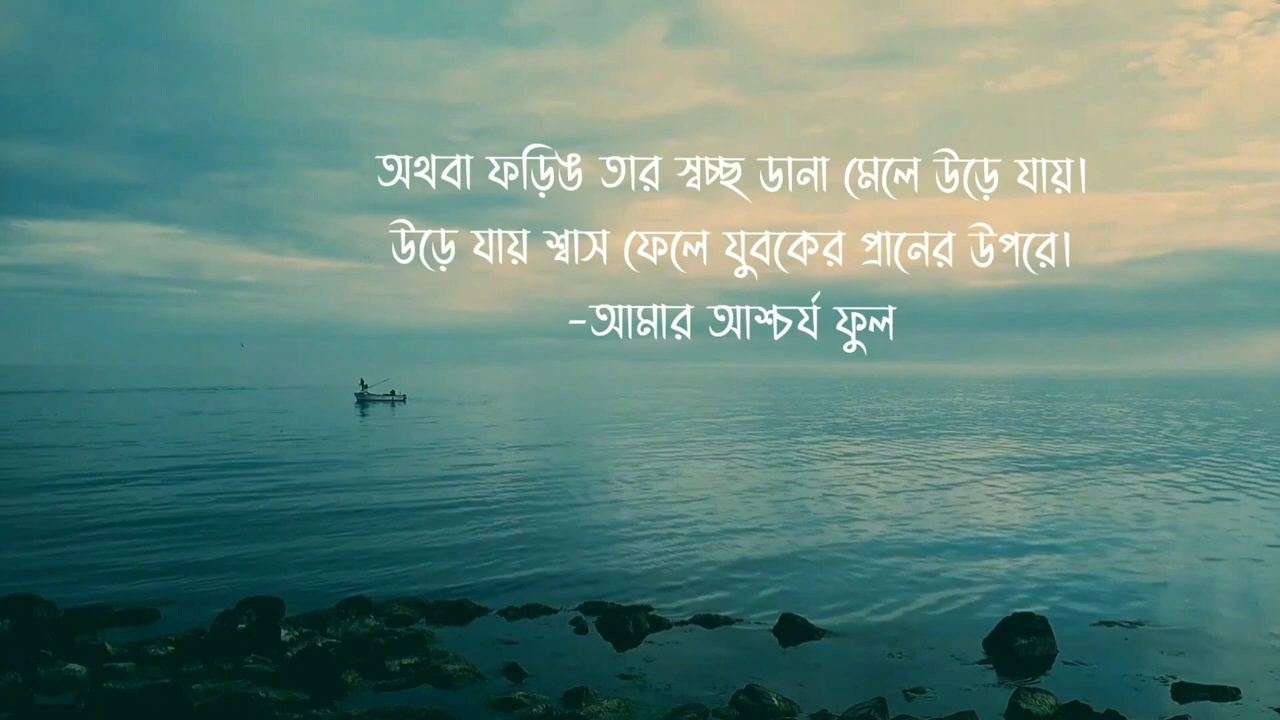 অথবা ফড়িঙ তার স্বচ্ছ ডানা মেলে উড়ে যায়।
উড়ে যায় শ্বাস ফেলে যুবকের প্রানের উপরে।
-আমার আশ্চর্য ফুল